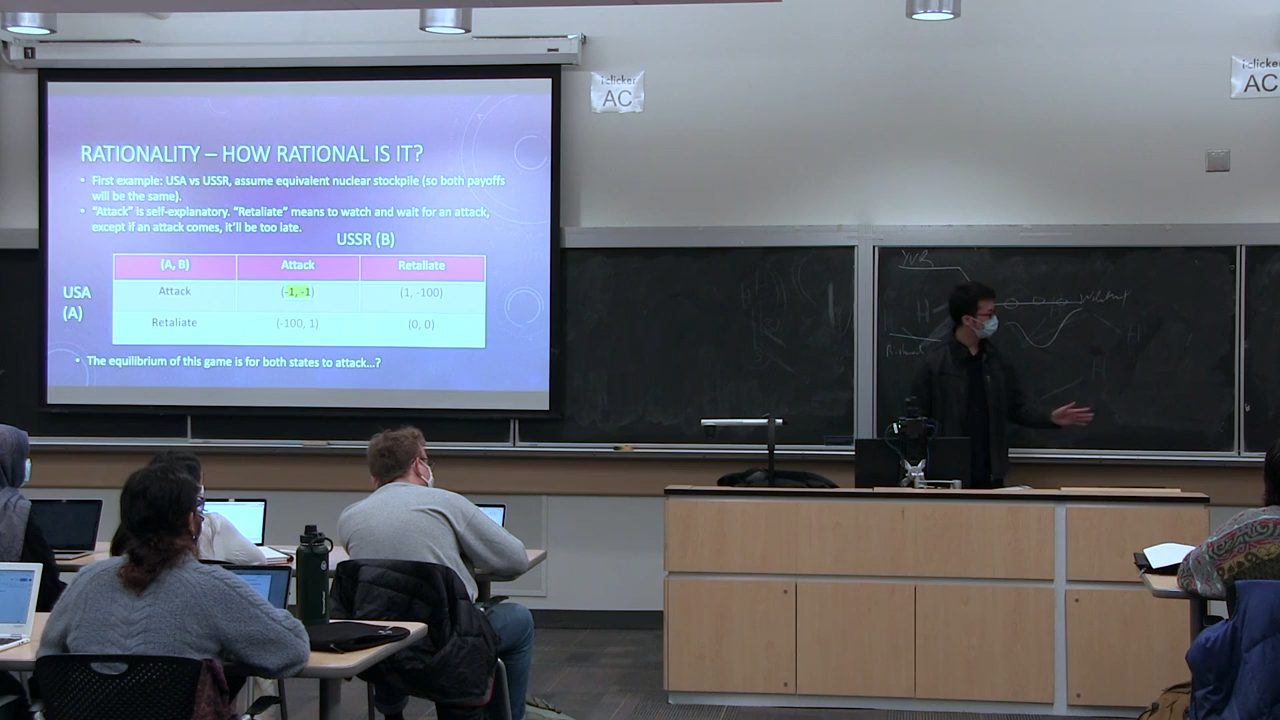 RATIONALITY – HOW RATIONAL IS IT?
• First example: USA vs USSR, assume equivalent nuclear stockpile (so both payoffs
will be the same).
• “Attack” is self-explanatory. “Retaliate” means to watch and wait for an attack,
except if an attack comes, it’ll be too late.
USSR (B)
(A, B) Attack Retaliate
USA
(A)
Attack (-1, -1) (1, -100)
Retaliate (-100, 1) (0, 0)
• The equilibrium of this game is for both states to attack…?
i-clicker
AC
i-clicker
AC
YVR
H
H
H